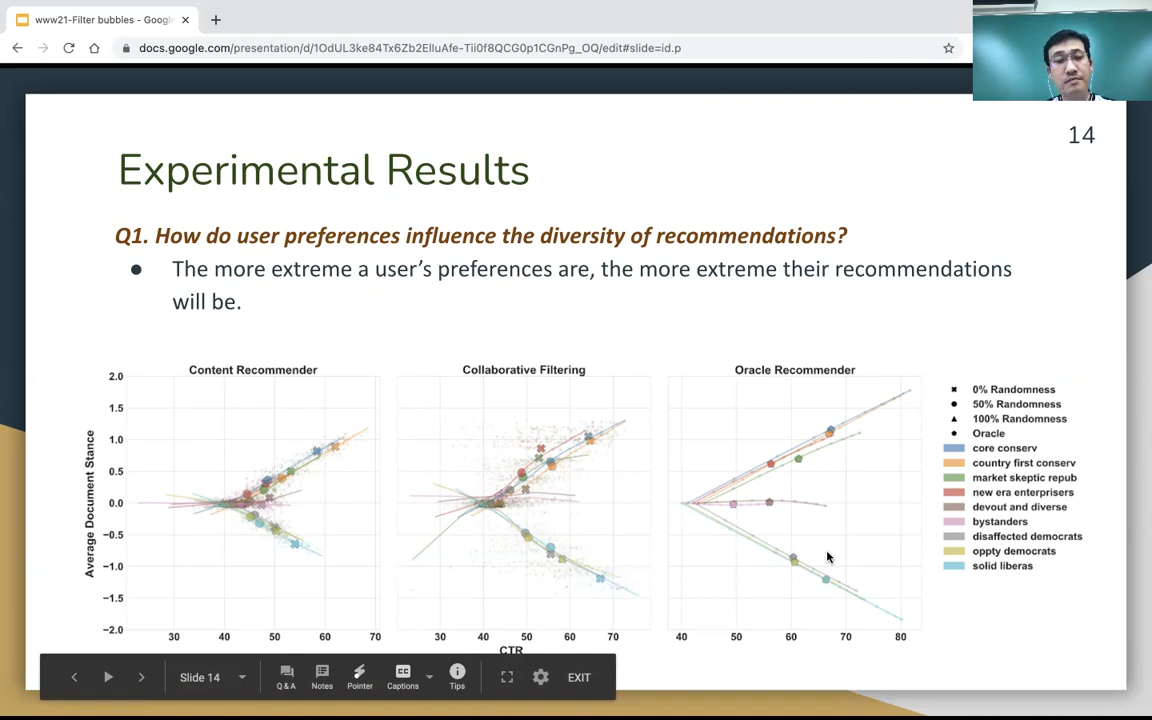 www21-Filter bubbles - Goog
docs.google.com/presentation/d/1OdUL3ke84Tx6Zb2ElluAfe-Tii0f8QCG0p1CGnPg_OQ/edit#slide=id.p
14
Experimental Results
Q1. How do user preferences influence the diversity of recommendations?
● The more extreme a user's preferences are, the more extreme their recommendations
will be.
Content Recommender
Collaborative Filtering
Oracle Recommender
Average Document Stance
2.0
1.5
1.0
0.5
0.0
−0.5
−1.0
−1.5
−2.0
30 40 50 60 70
30 40 50 60 70
40 50 60 70 80
CTR
0% Randomness
50% Randomness
100% Randomness
Oracle
core conserv
country first conserv
market skeptic repub
new era enterprises
devout and diverse
bystanders
disaffected democrats
oppty democrats
solid liberas
Slide 14
Q & A
Notes
Pointer
CC
Captions
Tips
EXIT